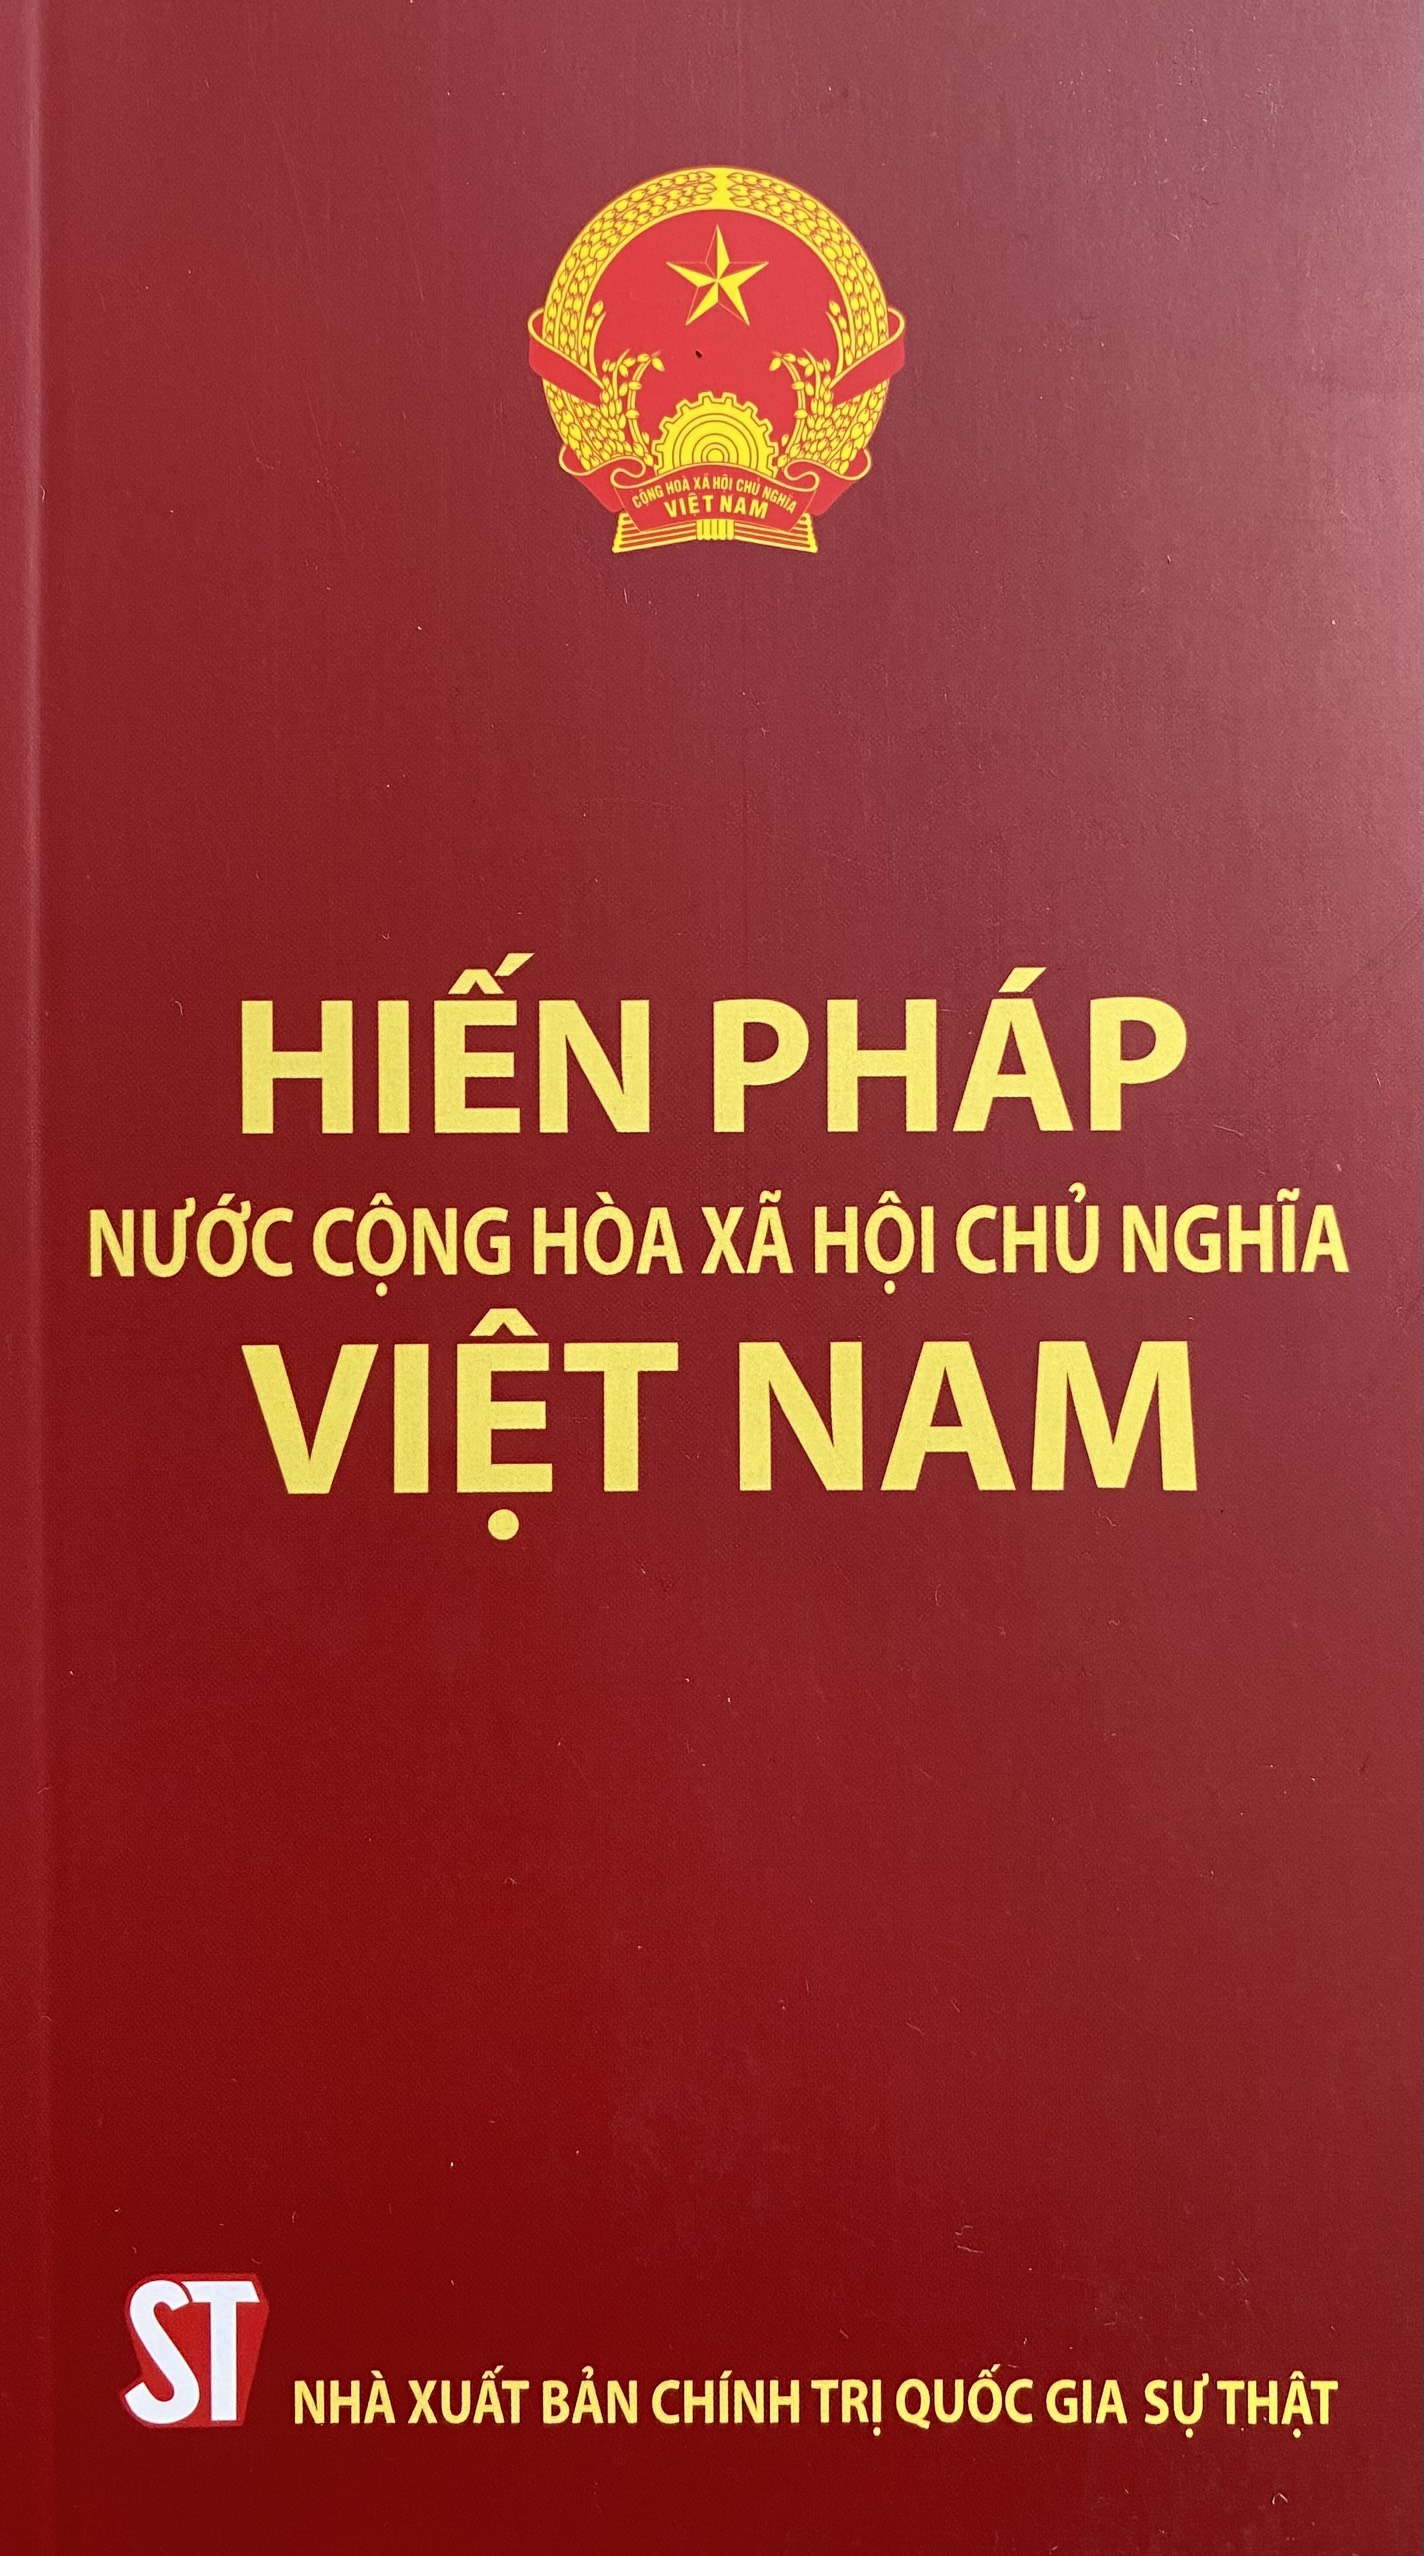 CỘNG HOÀ XÃ HỘI CHỦ NGHĨA
VIỆT NAM
HIẾN PHÁP
NƯỚC CỘNG HÒA XÃ HỘI CHỦ NGHĨA
VIỆT NAM
ST
NHÀ XUẤT BẢN CHÍNH TRỊ QUỐC GIA SỰ THẬT